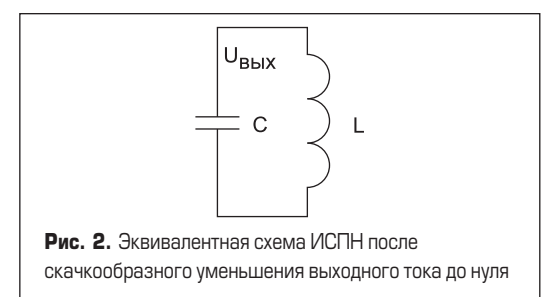 Uвых
C
L
Рис. 2. Эквивалентная схема ИСПН после
скачкообразного уменьшения выходного тока до нуля